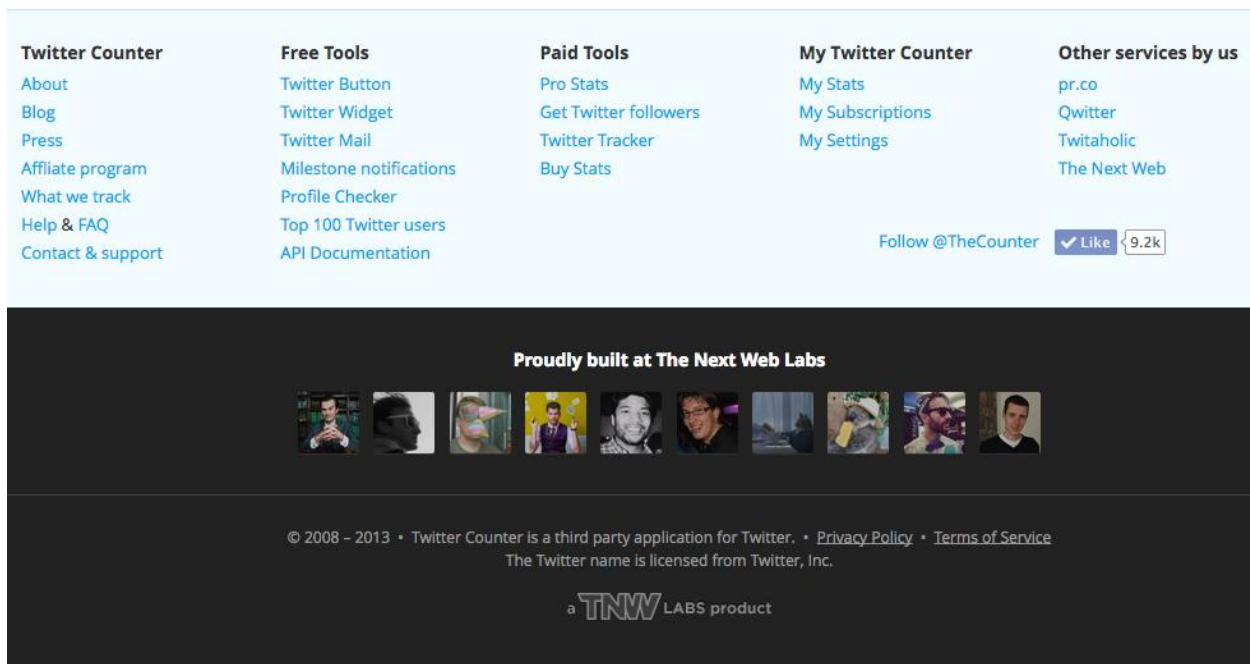 Twitter Counter
About
Blog
Press
Affliate program
What we track
Help & FAQ
Contact & support
Free Tools
Twitter Button
Twitter Widget
Twitter Mail
Milestone notifications
Profile Checker
Top 100 Twitter users
API Documentation
Paid Tools
Pro Stats
Get Twitter followers
Twitter Tracker
Buy Stats
My Twitter Counter
My Stats
My Subscriptions
My Settings
Other services by us
pr.co
Qwitter
Twitaholic
The Next Web
Follow @TheCounter Like 9.2k
Proudly built at The Next Web Labs
© 2008 – 2013 • Twitter Counter is a third party application for Twitter. • Privacy Policy • Terms of Service
The Twitter name is licensed from Twitter, Inc.
a TNW LABS product